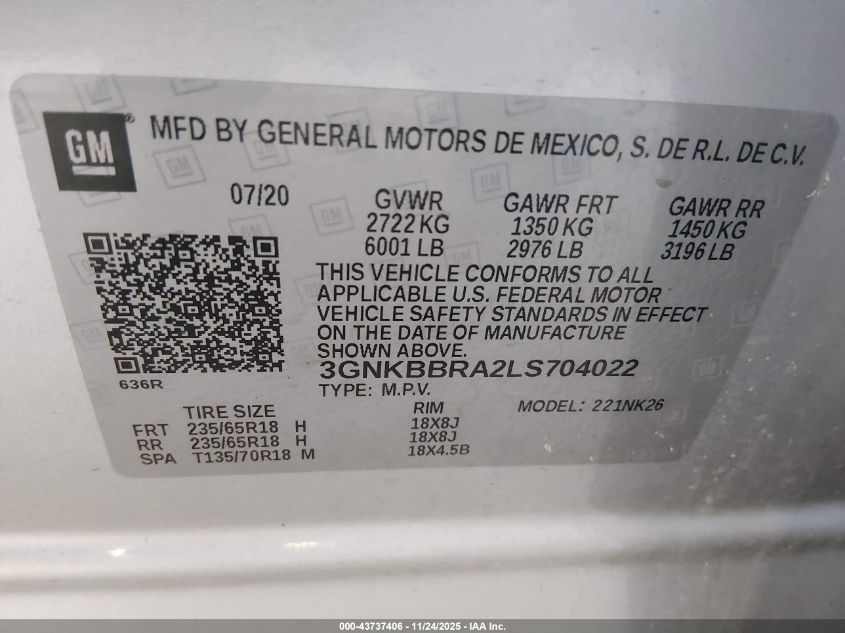 GM
MFD BY GENERAL MOTORS DE MEXICO, S. DE R.L. DE C.V.
07/20 GVWR GAWR FRT GAWR RR
2722 KG 1350 KG 1450 KG
6001 LB 2976 LB 3196 LB
THIS VEHICLE CONFORMS TO ALL
APPLICABLE U.S. FEDERAL MOTOR
VEHICLE SAFETY STANDARDS IN EFFECT
ON THE DATE OF MANUFACTURE
SHOWN ABOVE.
3GNKBBRA2LS704022
636R
TYPE: M.P.V.
TIRE SIZE RIM MODEL: 221NK26
FRT 235/65R18 H 18X8J
RR 235/65R18 H 18X8J
SPA T135/70R18 M 18X4.5B
000-43737406 - 11/24/2025 - IAA Inc.